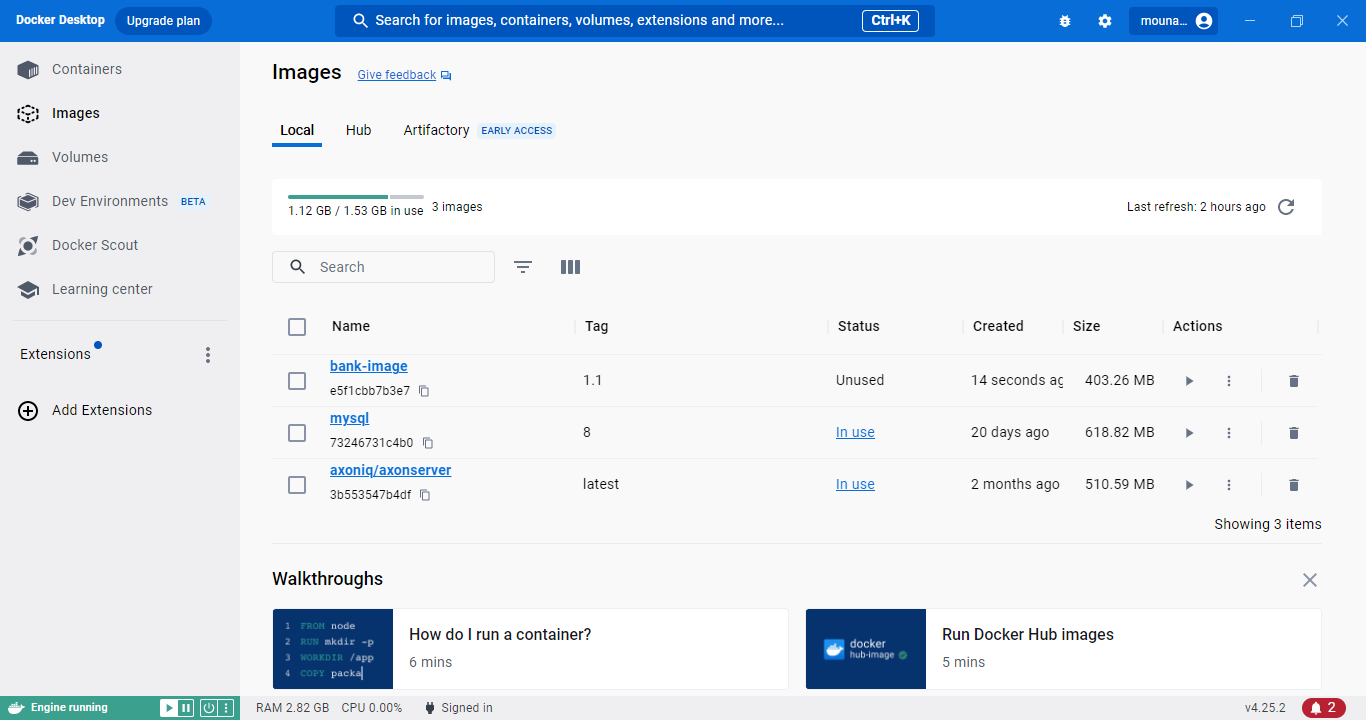 Docker Desktop Upgrade plan Search for images, containers, volumes, extensions and more... Ctrl+K mouna...
Containers
Images
Volumes
Dev Environments BETA
Docker Scout
Learning center
Extensions
Add Extensions
Images Give feedback
Local Hub Artifactory EARLY ACCESS
1.12 GB / 1.53 GB in use 3 images Last refresh: 2 hours ago
Search
Name Tag Status Created Size Actions
bank-image
e5f1cbb7b3e7
1.1 Unused 14 seconds ag 403.26 MB
mysql
73246731c4b0
8 In use 20 days ago 618.82 MB
axoniq/axonserver
3b553547b4df
latest In use 2 months ago 510.59 MB
Showing 3 items
Walkthroughs
1 FROM node
2 RUN mkdir -p
3 WORKDIR /app
4 COPY packa
How do I run a container?
6 mins
docker
hub-image
Run Docker Hub images
5 mins
Engine running RAM 2.82 GB CPU 0.00% Signed in v4.25.2 2